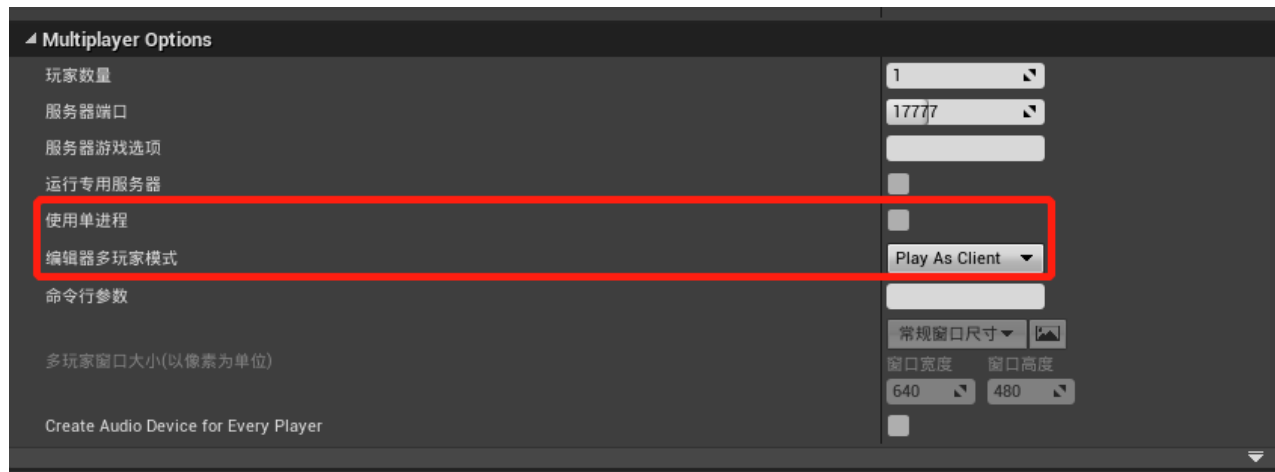 Multiplayer Options
玩家数量 1
服务器端口 17777
服务器游戏选项
运行专用服务器
使用单进程
编辑器多玩家模式 Play As Client
命令行参数
常规窗口尺寸
多玩家窗口大小(以像素为单位)
窗口宽度 窗口高度
640 480
Create Audio Device for Every Player